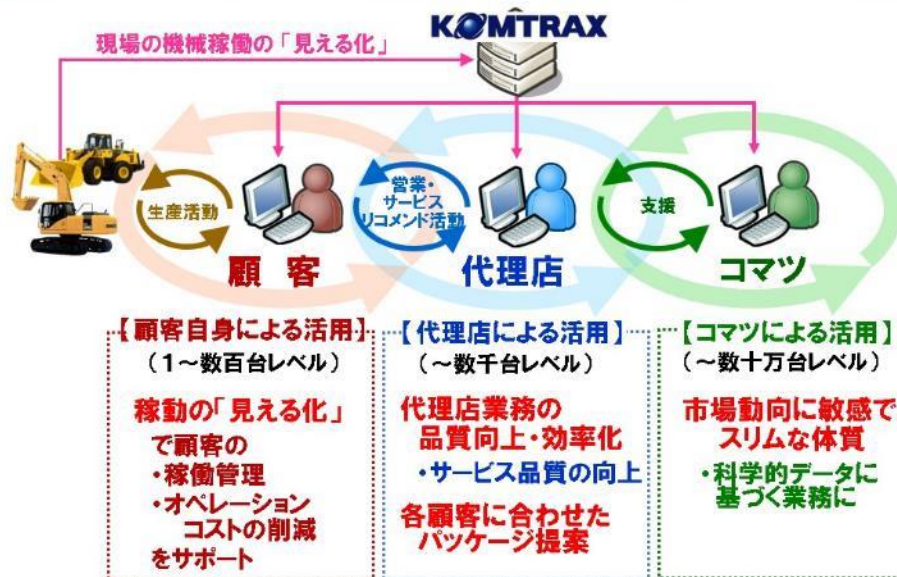 KOMTRAX
現場の機械稼働の「見える化」
生産活動
営業・
サービス
リコメンド活動
支援
顧 客
代理店
コマツ
【顧客自身による活用】
(1～数百台レベル)
稼動の「見える化」
で顧客の
・稼働管理
・オペレーション
コストの削減
をサポート
【代理店による活用】
(～数千台レベル)
代理店業務の
品質向上・効率化
・サービス品質の向上
各顧客に合わせた
パッケージ提案
【コマツによる活用】
(～数十万台レベル)
市場動向に敏感で
スリムな体質
・科学的データに
基づく業務に